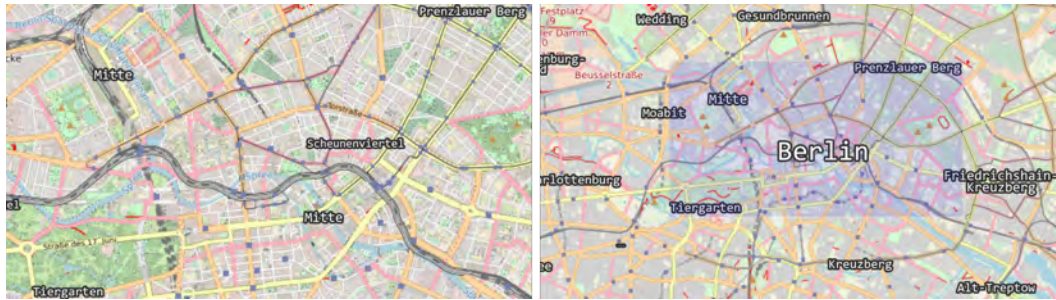 Prenzlauer Berg
Mitte
Scheunenviertel
Mitte
Straße des 17. Juni
Tiergarten
Festplatz
Wedding
Gesundbrunnen
Beusselstraße
2
Prenzlauer Berg
Mitte
Moabit
Berlin
Friedrichshain-
Kreuzberg
Tiergarten
Kreuzberg
Alt-Treptow